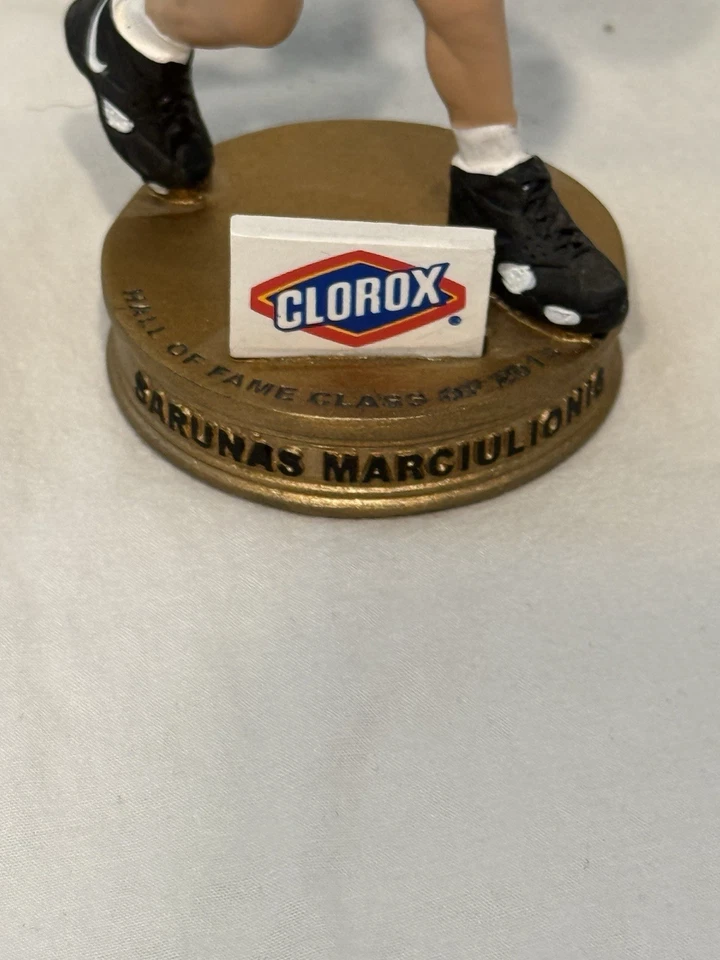 CLOROX
HALL OF FAME CLASS OF
SARUNAS MARCIULIONIS